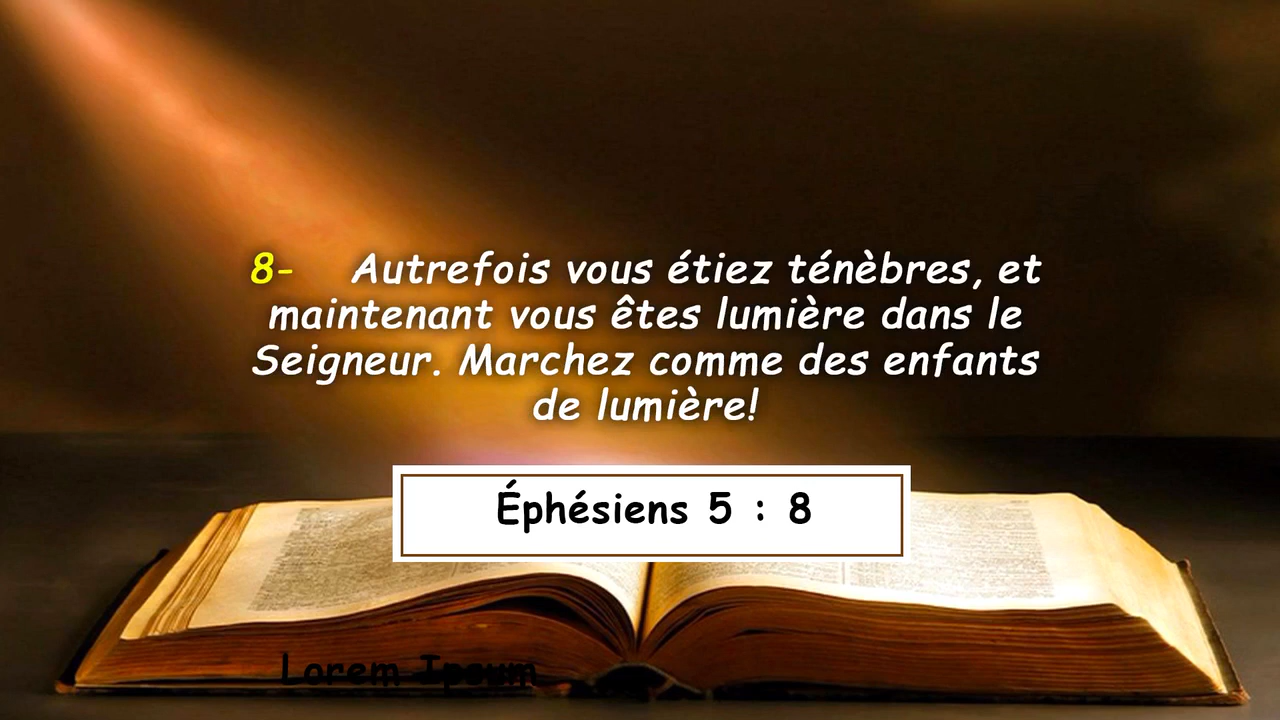 8- Autrefois vous étiez ténèbres, et
maintenant vous êtes lumière dans le
Seigneur. Marchez comme des enfants
de lumière!
Éphésiens 5 : 8
Lorem Ipsum